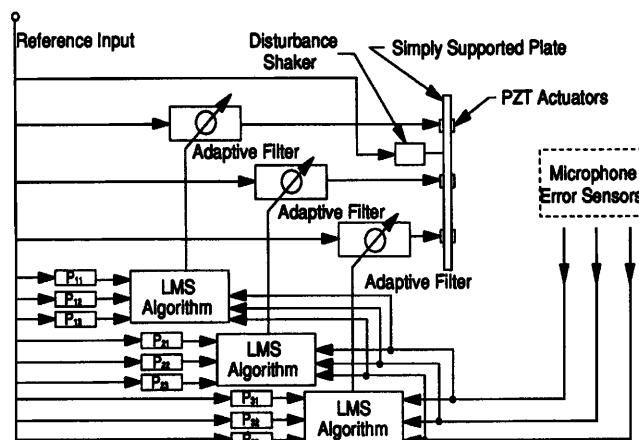 Reference Input
Disturbance
Shaker
Simply Supported Plate
PZT Actuators
Adaptive Filter
Microphone
Error Sensors
Adaptive Filter
Adaptive Filter
P11
P12
P13
LMS
Algorithm
P21
P22
P23
LMS
Algorithm
P31
P32
LMS
Algorithm